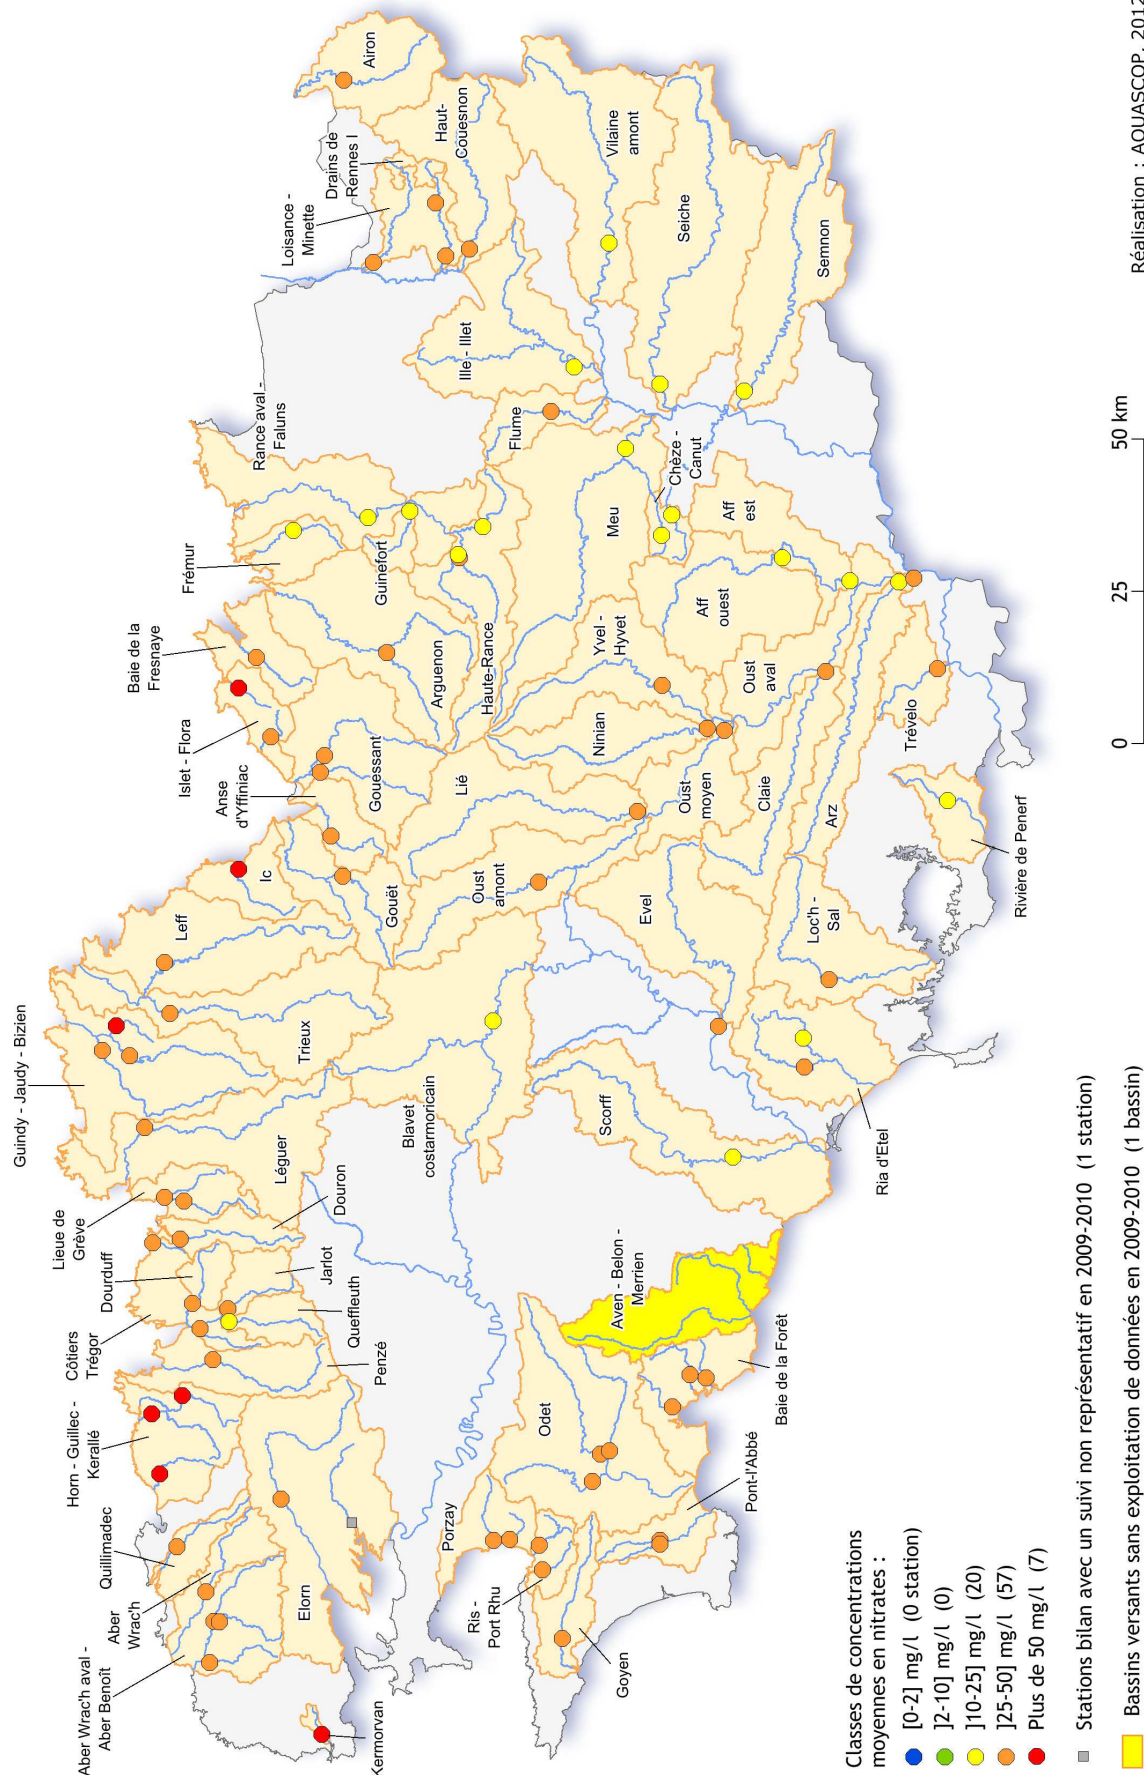 Airon
Haut-
Couesnon
Drains de
Rennes I
Loisance -
Minette
Vilaine
amont
Seiche
Semnon
Ille - Illet
Rance aval -
Faluns
Flume
Meu
Chèze -
Canut
Aff
est
Aff
ouest
Frémur
Guinefort
Baie de la
Fresnaye
Arguenon
Haute-Rance
Yvel -
Hyvet
Oust
aval
Islet - Flora
Anse
d'Yffiniac
Gouessant
Ninian
Lié
Oust
moyen
Claie
Arz
Trévelo
Rivière de Penerf
Ic
Gouët
Oust
amont
Evel
Loc'h -
Sal
Leff
Trieux
Guindy - Jaudy - Bizien
Blavet
costarmoricain
Scorff
Ria d'Etel
Léguer
Lieue de
Grève
Douron
Dourduff
Jarlot
Queffleuth
Côtiers
Trégor
Penzé
Aven - Belon -
Merrien
Baie de la Forêt
Horn - Guillec -
Kerallé
Odet
Pont-l'Abbé
Quillimadec
Aber
Wrac'h
Aber Wrac'h aval -
Aber Benoît
Elorn
Porzay
Ris -
Port Rhu
Goyen
Kermorvan
Classes de concentrations
moyennes en nitrates :
[0-2] mg/l (0 station)
]2-10] mg/l (0)
]10-25] mg/l (20)
]25-50] mg/l (57)
Plus de 50 mg/l (7)
Stations bilan avec un suivi non représentatif en 2009-2010 (1 station)
Bassins versants sans exploitation de données en 2009-2010 (1 bassin)
0 25 50 km
Réalisation : AQUASCOP, 2012